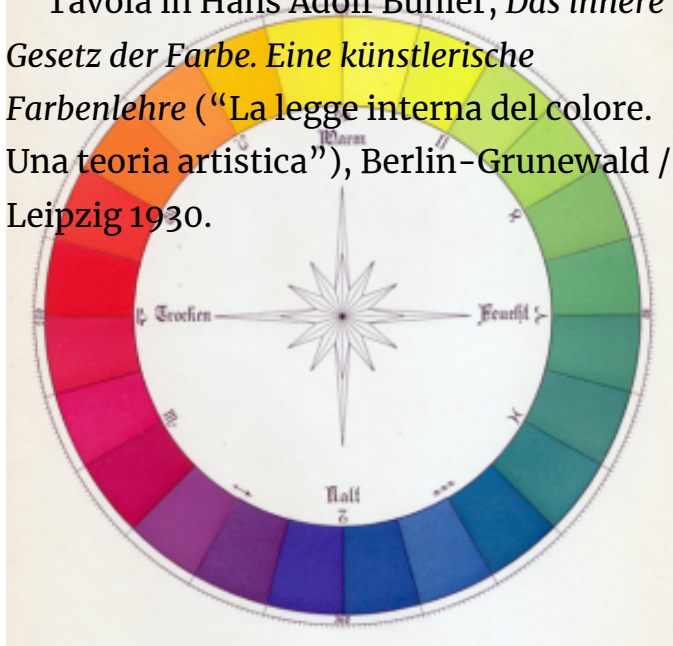 Tavola in Hans Adolf Bühler, Das innere
Gesetz der Farbe. Eine künstlerische
Farbenlehre (“La legge interna del colore.
Una teoria artistica”), Berlin-Grunewald /
Leipzig 1930.
Warm
Trocken
Feucht
Kalt